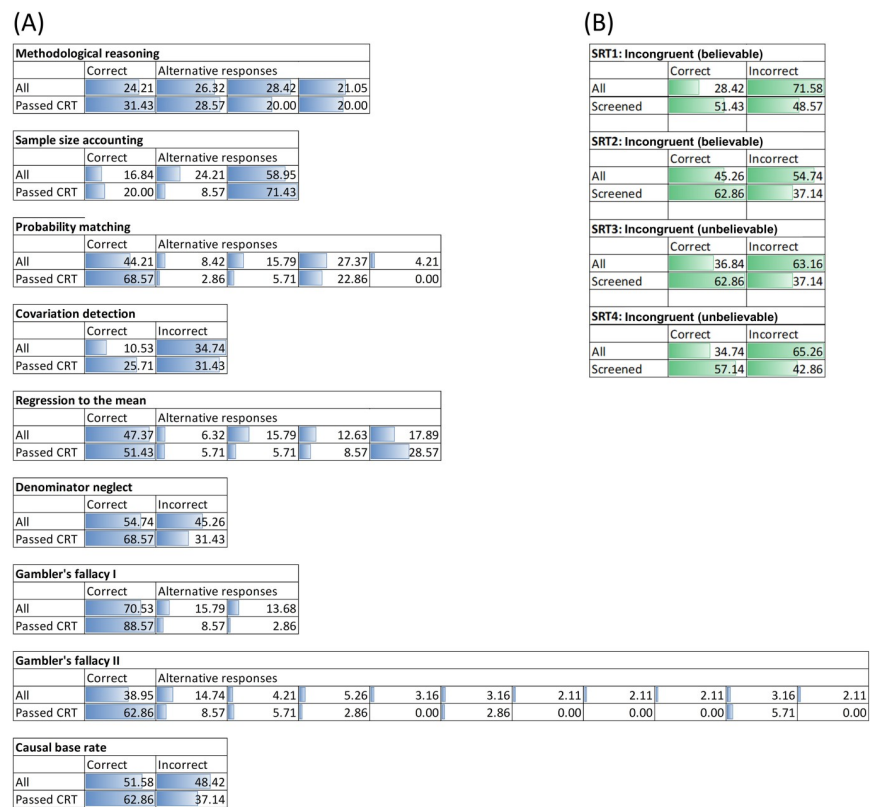 (A)
Methodological reasoning
Correct Alternative responses
All 24.21 26.32 28.42 21.05
Passed CRT 31.43 28.57 20.00 20.00
Sample size accounting
Correct Alternative responses
All 16.84 24.21 58.95
Passed CRT 20.00 8.57 71.43
Probability matching
Correct Alternative responses
All 44.21 8.42 15.79 27.37 4.21
Passed CRT 68.57 2.86 5.71 22.86 0.00
Covariation detection
Correct Incorrect
All 10.53 34.74
Passed CRT 25.71 31.43
Regression to the mean
Correct Alternative responses
All 47.37 6.32 15.79 12.63 17.89
Passed CRT 51.43 5.71 5.71 8.57 28.57
Denominator neglect
Correct Incorrect
All 54.74 45.26
Passed CRT 68.57 31.43
Gambler's fallacy I
Correct Alternative responses
All 70.53 15.79 13.68
Passed CRT 88.57 8.57 2.86
Gambler's fallacy II
Correct Alternative responses
All 38.95 14.74 4.21 5.26 3.16 3.16 2.11 2.11 2.11 3.16 2.11
Passed CRT 62.86 8.57 5.71 2.86 0.00 2.86 0.00 0.00 0.00 5.71 0.00
Causal base rate
Correct Incorrect
All 51.58 48.42
Passed CRT 62.86 37.14
(B)
SRT1: Incongruent (believable)
Correct Incorrect
All 28.42 71.58
Screened 51.43 48.57
SRT2: Incongruent (believable)
Correct Incorrect
All 45.26 54.74
Screened 62.86 37.14
SRT3: Incongruent (unbelievable)
Correct Incorrect
All 36.84 63.16
Screened 62.86 37.14
SRT4: Incongruent (unbelievable)
Correct Incorrect
All 34.74 65.26
Screened 57.14 42.86